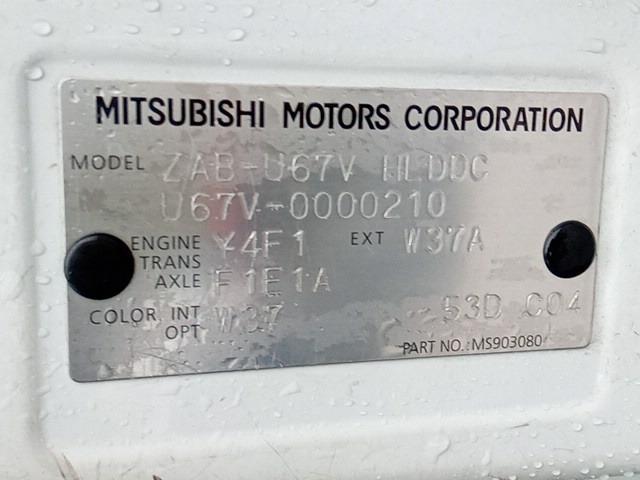 MITSUBISHI MOTORS CORPORATION
MODEL ZAB-U67V HLDDC
U67V-0000210
ENGINE Y4F1 EXT W37A
TRANS
AXLE F1E1A
COLOR, INT W37 53D C04
OPT
PART NO.:MS903080